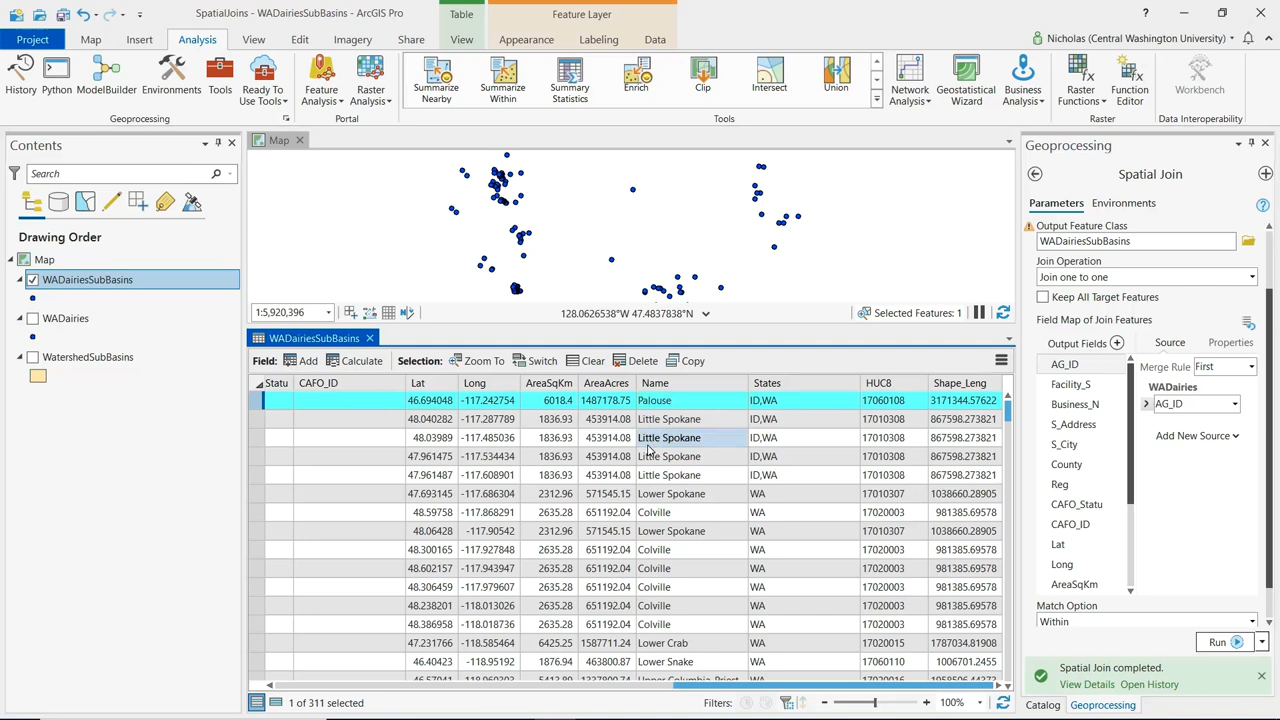 SpatialJoins - WADairiesSubBasins - ArcGIS Pro
Table
Feature Layer
?
Project
Map
Insert
Analysis
View
Edit
Imagery
Share
View
Appearance
Labeling
Data
Nicholas (Central Washington University)
History
Python
ModelBuilder
Environments
Tools
Ready To Use Tools
Feature Analysis
Raster Analysis
Summarize Nearby
Summarize Within
Summary Statistics
Enrich
Clip
Intersect
Union
Network Analysis
Geostatistical Wizard
Business Analysis
Raster Functions
Function Editor
Workbench
Geoprocessing
Portal
Tools
Raster
Data Interoperability
Contents
Search
Drawing Order
Map
WADairiesSubBasins
WADairies
WatershedSubBasins
Map
1:5,920,396
128.0626538°W 47.4837838°N
Selected Features: 1
WADairiesSubBasins
Field: Add Calculate Selection: Zoom To Switch Clear Delete Copy
Statu CAFO_ID Lat Long AreaSqKm AreaAcres Name States HUC8 Shape_Leng
46.694048 -117.242754 6018.4 1487178.75 Palouse ID,WA 17060108 3171344.57622
48.040282 -117.287789 1836.93 453914.08 Little Spokane ID,WA 17010308 867598.273821
48.03989 -117.485036 1836.93 453914.08 Little Spokane ID,WA 17010308 867598.273821
47.961475 -117.534434 1836.93 453914.08 Little Spokane ID,WA 17010308 867598.273821
47.961487 -117.608901 1836.93 453914.08 Little Spokane ID,WA 17010308 867598.273821
47.693145 -117.686304 2312.96 571545.15 Lower Spokane WA 17010307 1038660.28905
48.59758 -117.868291 2635.28 651192.04 Colville WA 17020003 981385.69578
48.06428 -117.90542 2312.96 571545.15 Lower Spokane WA 17010307 1038660.28905
48.300165 -117.927848 2635.28 651192.04 Colville WA 17020003 981385.69578
48.602157 -117.943947 2635.28 651192.04 Colville WA 17020003 981385.69578
48.306459 -117.979607 2635.28 651192.04 Colville WA 17020003 981385.69578
48.238201 -118.013026 2635.28 651192.04 Colville WA 17020003 981385.69578
48.386958 -118.018736 2635.28 651192.04 Colville WA 17020003 981385.69578
47.231766 -118.585464 6425.25 1587711.24 Lower Crab WA 17020015 1787034.81908
46.40423 -118.95192 1876.94 463800.87 Lower Snake WA 17060110 1006701.2455
1 of 311 selected
Filters:
100%
Geoprocessing
Spatial Join
Parameters
Environments
Output Feature Class
WADairiesSubBasins
Join Operation
Join one to one
Keep All Target Features
Field Map of Join Features
Output Fields
Source
Properties
AG_ID
Facility_S
Business_N
S_Address
S_City
County
Reg
CAFO_Statu
CAFO_ID
Lat
Long
AreaSqKm
Merge Rule First
WADairies
AG_ID
Add New Source
Match Option
Within
Run
Spatial Join completed.
View Details Open History
Catalog
Geoprocessing